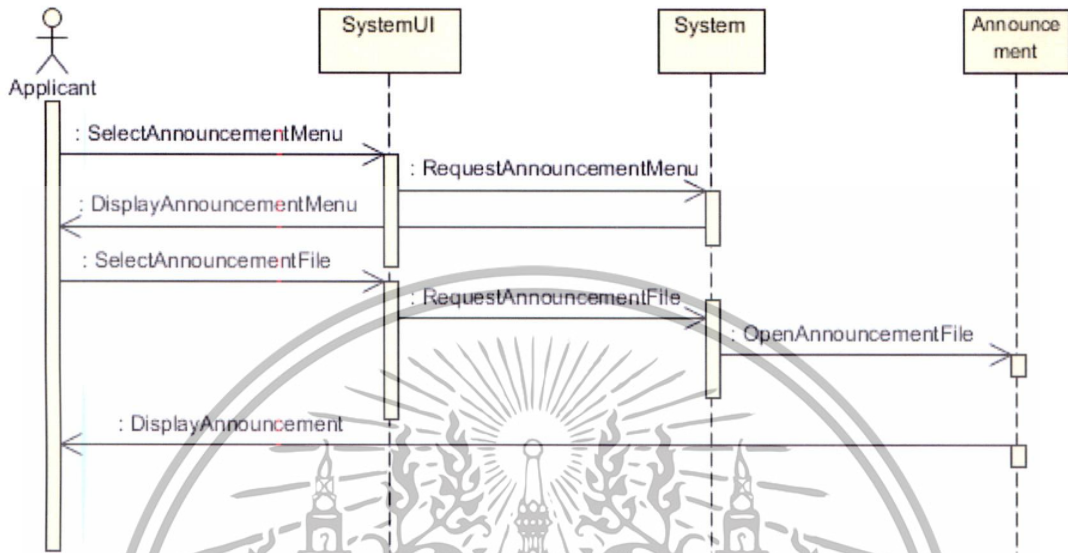 SystemUI
System
Announce
ment
Applicant
: SelectAnnouncementMenu
: RequestAnnouncementMenu
: DisplayAnnouncementMenu
: SelectAnnouncementFile
: RequestAnnouncementFile
: OpenAnnouncementFile
: DisplayAnnouncement